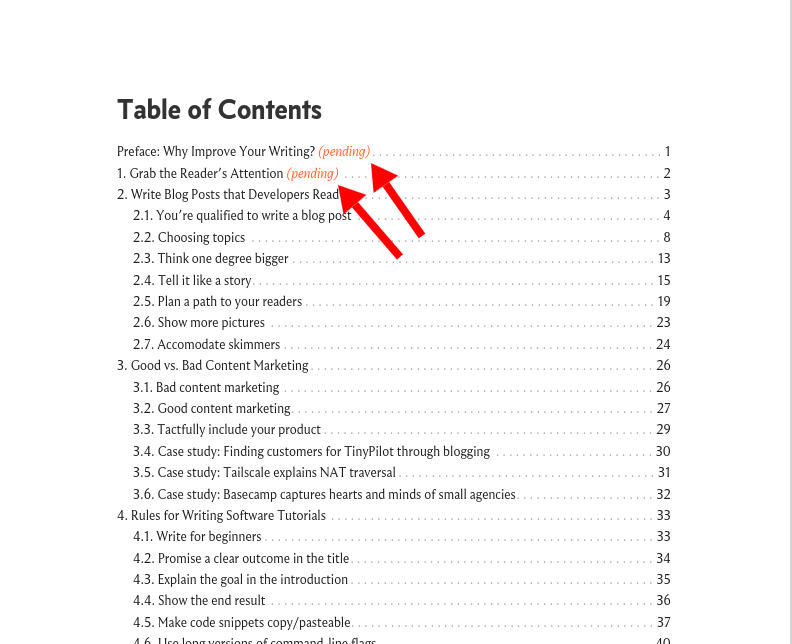 Table of Contents
Preface: Why Improve Your Writing? (pending) 1
1. Grab the Reader's Attention (pending) 2
2. Write Blog Posts that Developers Read 3
2.1. You're qualified to write a blog post 4
2.2. Choosing topics 8
2.3. Think one degree bigger 13
2.4. Tell it like a story 15
2.5. Plan a path to your readers 19
2.6. Show more pictures 23
2.7. Accomodate skimmers 24
3. Good vs. Bad Content Marketing 26
3.1. Bad content marketing 26
3.2. Good content marketing 27
3.3. Tactfully include your product 29
3.4. Case study: Finding customers for TinyPilot through blogging 30
3.5. Case study: Tailscale explains NAT traversal 31
3.6. Case study: Basecamp captures hearts and minds of small agencies 32
4. Rules for Writing Software Tutorials 33
4.1. Write for beginners 33
4.2. Promise a clear outcome in the title 34
4.3. Explain the goal in the introduction 35
4.4. Show the end result 36
4.5. Make code snippets copy/pasteable 37
4.6. Use long versions of command-line flags 40